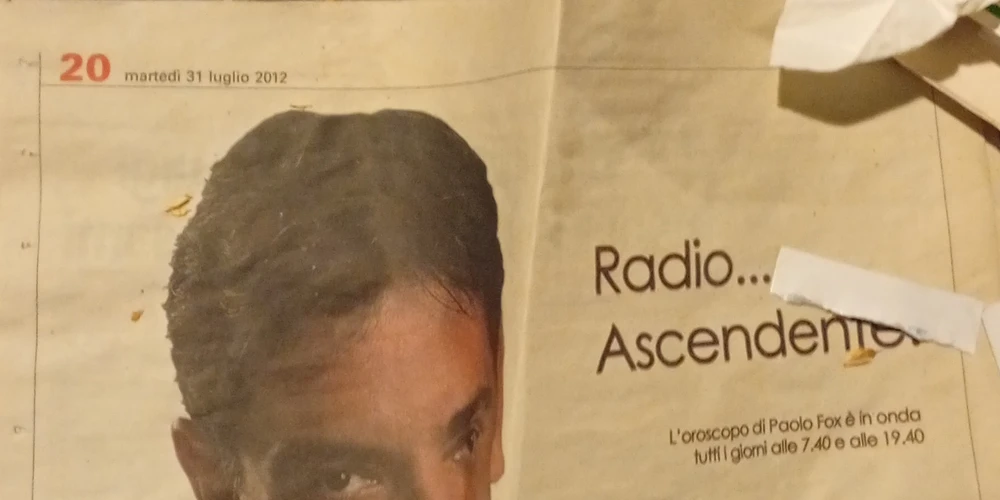 20 martedì 31 luglio 2012
Radio...
Ascendente.
L'oroscopo di Paolo Fox è in onda
tutti i giorni alle 7.40 e alle 19.40